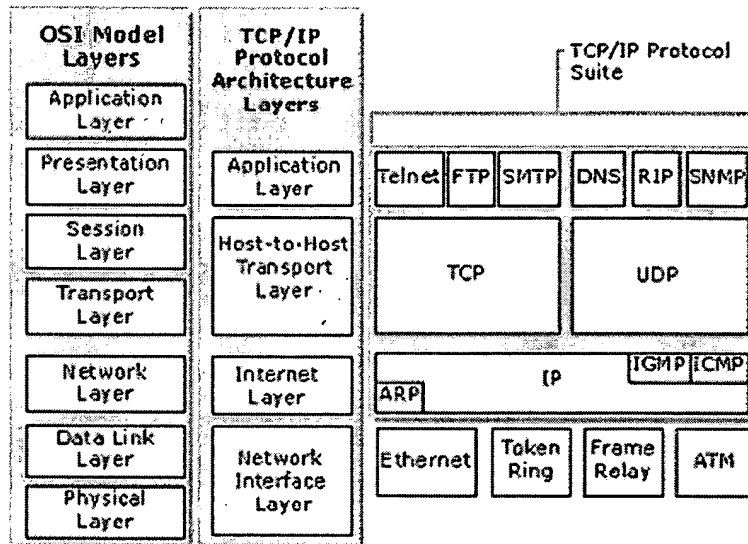 OSI Model
Layers
Application
Layer
Presentation
Layer
Session
Layer
Transport
Layer
Network
Layer
Data Link
Layer
Physical
Layer
TCP/IP
Protocol
Architecture
Layers
Application
Layer
Host-to-Host
Transport
Layer
Internet
Layer
Network
Interface
Layer
TCP/IP Protocol
Suite
Telnet
FTP
SMTP
DNS
RIP
SNMP
TCP
UDP
IP
IGMP
ICMP
ARP
Ethernet
Token
Ring
Frame
Relay
ATM